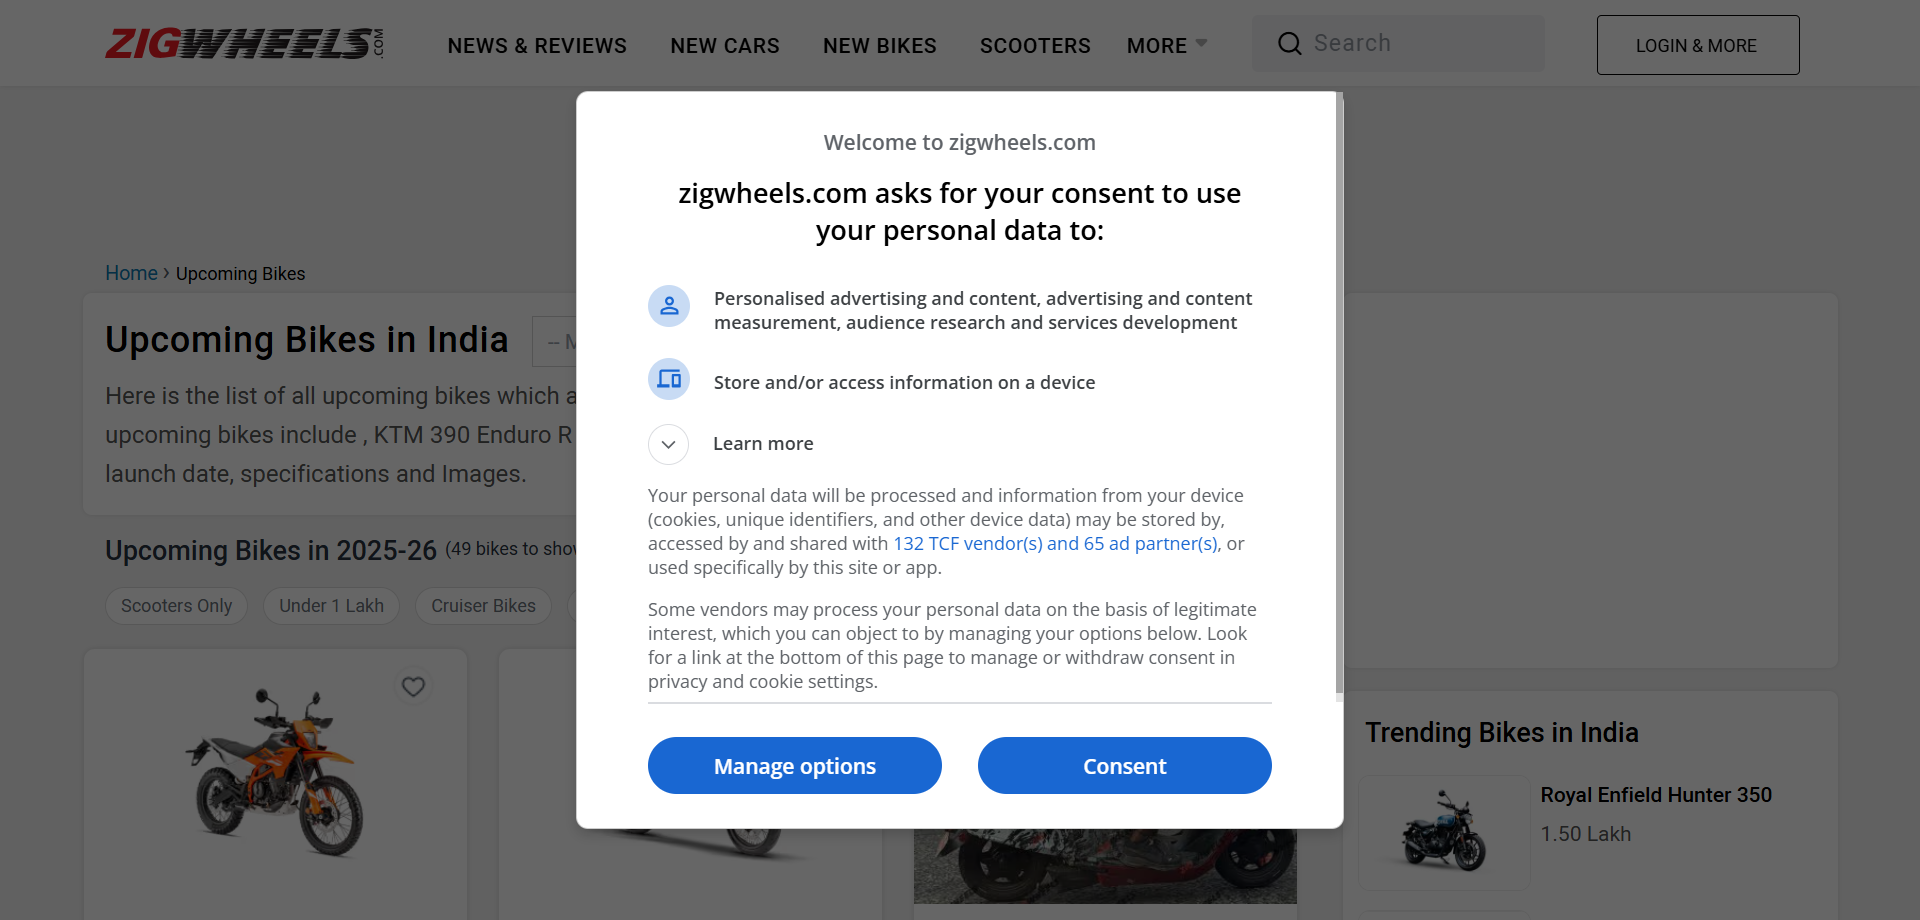 ZIGWHEELS.COM
NEWS & REVIEWS
NEW CARS
NEW BIKES
SCOOTERS
MORE
Search
LOGIN & MORE
Welcome to zigwheels.com
zigwheels.com asks for your consent to use
your personal data to:
Personalised advertising and content, advertising and content
measurement, audience research and services development
Store and/or access information on a device
Learn more
Your personal data will be processed and information from your device
(cookies, unique identifiers, and other device data) may be stored by,
accessed by and shared with 132 TCF vendor(s) and 65 ad partner(s), or
used specifically by this site or app.
Some vendors may process your personal data on the basis of legitimate
interest, which you can object to by managing your options below. Look
for a link at the bottom of this page to manage or withdraw consent in
privacy and cookie settings.
Manage options
Consent
Home › Upcoming Bikes
Upcoming Bikes in India
Here is the list of all upcoming bikes which
upcoming bikes include , KTM 390 Enduro R
launch date, specifications and Images.
Upcoming Bikes in 2025-26 (49 bikes to
Scooters Only
Under 1 Lakh
Cruiser Bikes
Trending Bikes in India
Royal Enfield Hunter 350
1.50 Lakh